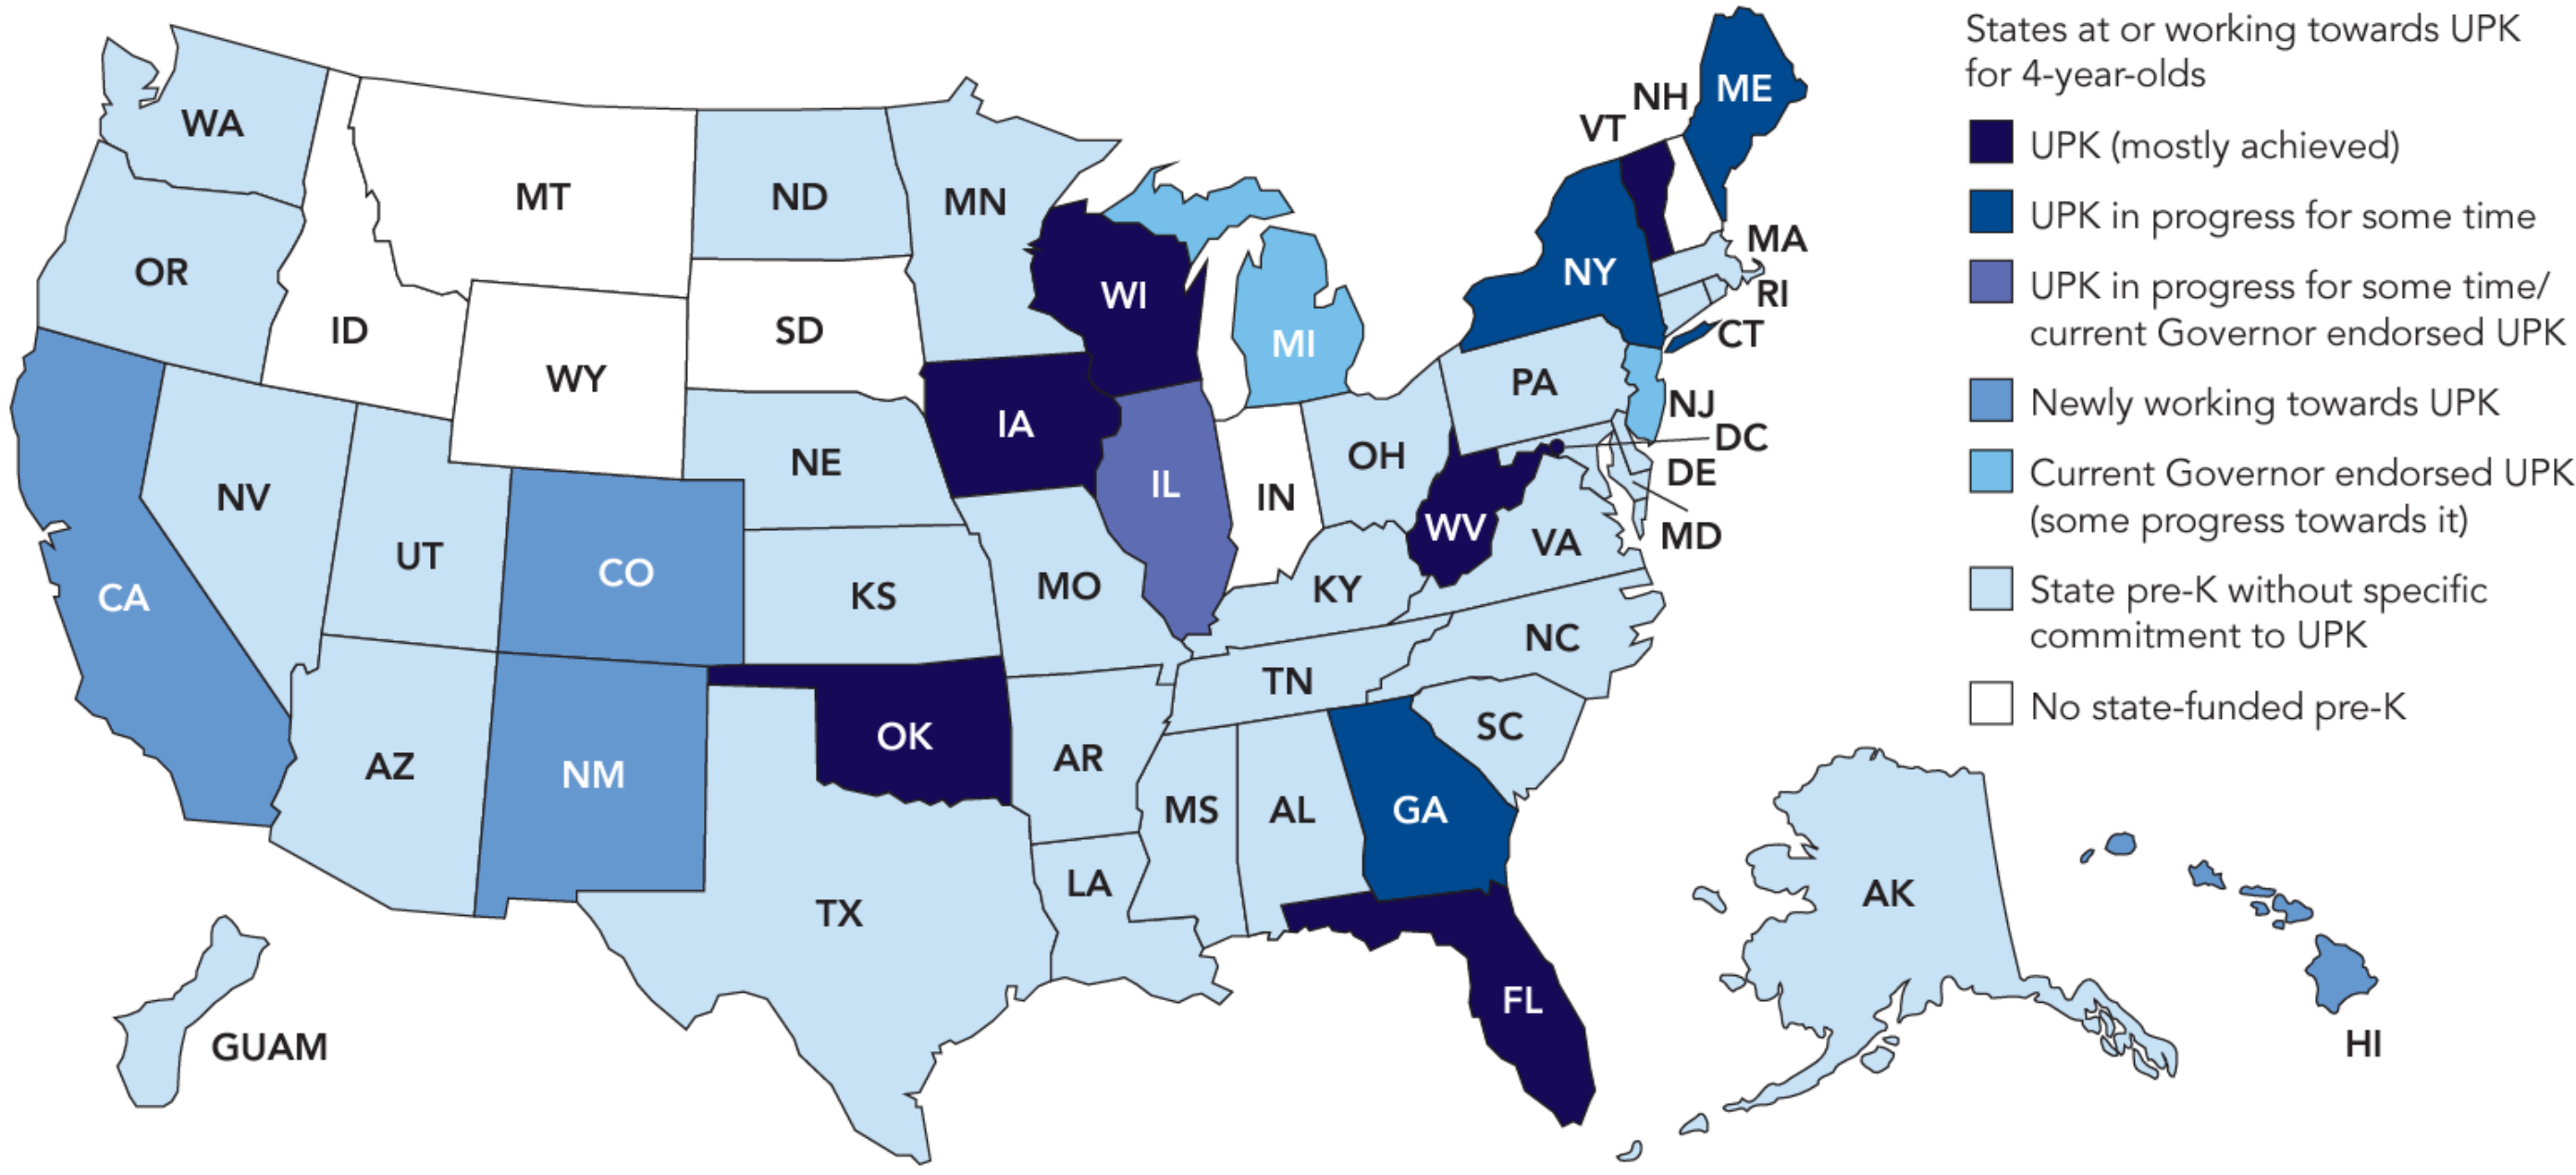 States at or working towards UPK
for 4-year-olds
UPK (mostly achieved)
UPK in progress for some time
UPK in progress for some time/
current Governor endorsed UPK
Newly working towards UPK
Current Governor endorsed UPK
(some progress towards it)
State pre-K without specific
commitment to UPK
No state-funded pre-K
WA
OR
CA
NV
ID
MT
WY
UT
AZ
CO
NM
ND
SD
NE
KS
OK
TX
MN
IA
MO
AR
LA
WI
IL
MI
IN
OH
KY
TN
MS
AL
GA
FL
SC
NC
VA
WV
PA
NY
VT
NH
ME
MA
RI
CT
NJ
DC
DE
MD
AK
HI
GUAM